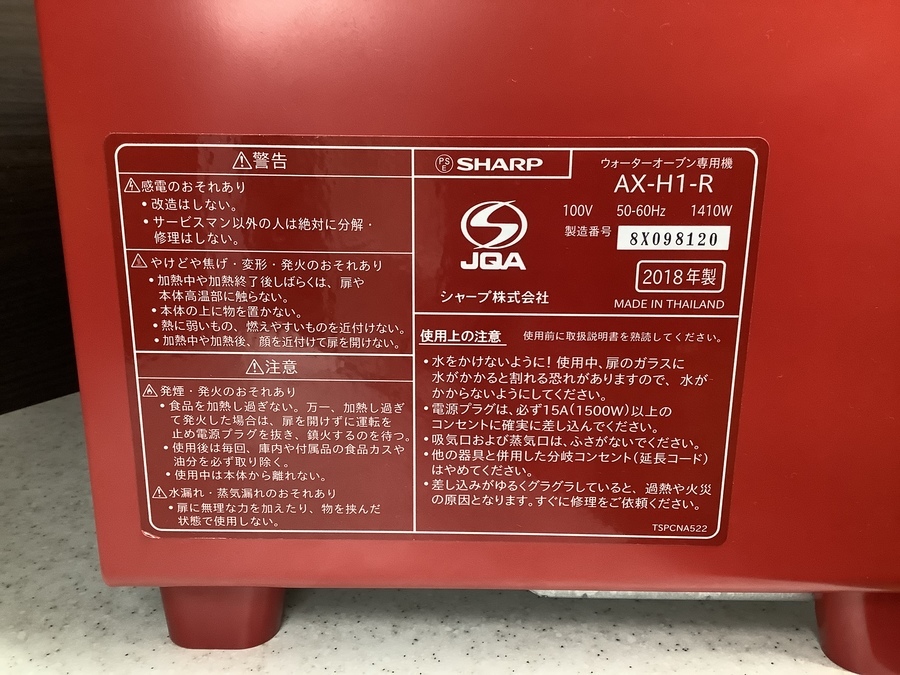 ⚠警告
⚠感電のおそれあり
・改造はしない。
・サービスマン以外の人は絶対に分解・
修理はしない。
⚠やけどや焦げ・変形・発火のおそれあり
・加熱中や加熱終了後しばらくは、扉や
本体高温部に触らない。
・本体の上に物を置かない。
・熱に弱いもの、燃えやすいものを近付けない。
・加熱中や加熱後、顔を近付けて扉を開けない。
⚠注意
⚠発煙・発火のおそれあり
・食品を加熱し過ぎない。万一、加熱し過ぎ
て発火した場合は、扉を開けずに運転を
止め電源プラグを抜き、鎮火するのを待つ。
・使用後は毎回、庫内や付属品の食品カスや
油分を必ず取り除く。
・使用中は本体から離れない。
⚠水漏れ・蒸気漏れのおそれあり
・扉に無理な力を加えたり、物を挟んだ
状態で使用しない。
PSE SHARP
ウォーターオーブン専用機
AX-H1-R
100V 50-60Hz 1410W
製造番号 8X098120
JQA
2018年製
シャープ株式会社
MADE IN THAILAND
使用上の注意 使用前に取扱説明書を熟読してください。
・水をかけないように!使用中、扉のガラスに
水がかかると割れる恐れがありますので、水が
かからないようにしてください。
・電源プラグは、必ず15A(1500W)以上の
コンセントに確実に差し込んでください。
・吸気口および蒸気口は、ふさがないでください。
・他の器具と併用した分岐コンセント(延長コード)
はやめてください。
・差し込みがゆるくグラグラしていると、過熱や火災
の原因となります。すぐに修理をご依頼ください。
TSPCNA522